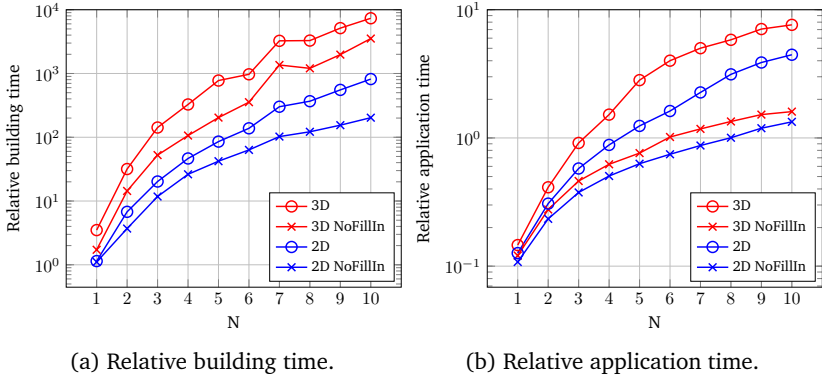 10^4
10^3
10^2
10^1
10^0
Relative building time
1 2 3 4 5 6 7 8 9 10
N
3D
3D NoFillIn
2D
2D NoFillIn
(a) Relative building time.
10^1
10^0
10^−1
Relative application time
1 2 3 4 5 6 7 8 9 10
N
3D
3D NoFillIn
2D
2D NoFillIn
(b) Relative application time.